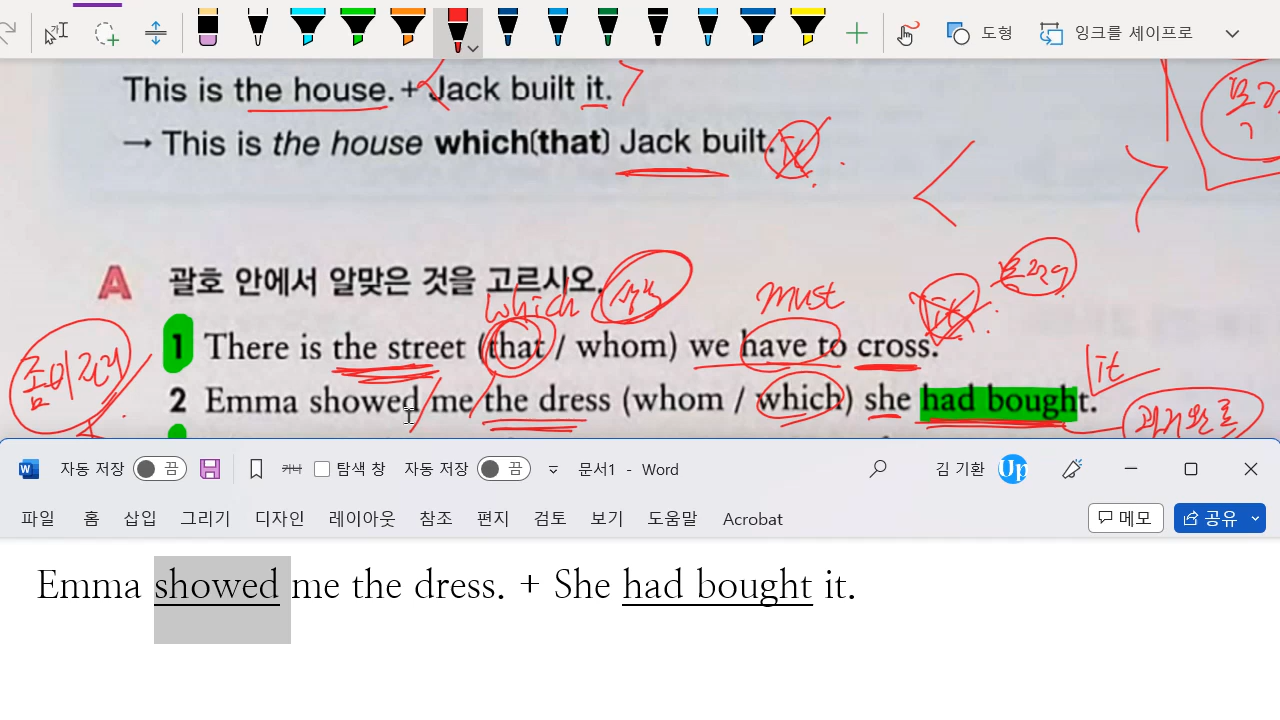 도형 잉크를 셰이프로
This is the house. + Jack built it.
→ This is the house which(that) Jack built. it
A 괄호 안에서 알맞은 것을 고르시오.
which must it
1 There is the street (that / whom) we have to cross.
it
2 Emma showed me the dress (whom / which) she had bought.
과거완료
자동 저장 끔 탐색 창 자동 저장 끔 문서1 - Word 김 기환 Up
파일 홈 삽입 그리기 디자인 레이아웃 참조 편지 검토 보기 도움말 Acrobat 메모 공유
Emma showed me the dress. + She had bought it.